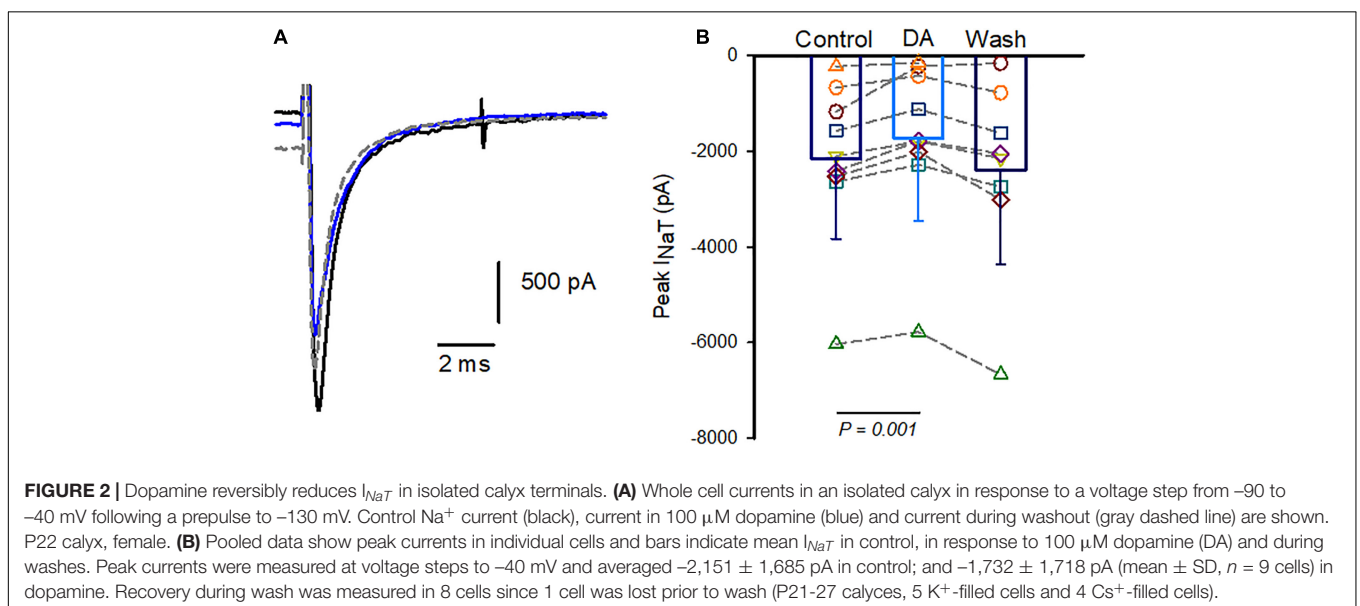 A
500 pA
2 ms
B
Control DA Wash
0
-2000
-4000
-6000
-8000
Peak I_NaT (pA)
P = 0.001
FIGURE 2 | Dopamine reversibly reduces I_NaT in isolated calyx terminals. (A) Whole cell currents in an isolated calyx in response to a voltage step from –90 to
–40 mV following a prepulse to –130 mV. Control Na⁺ current (black), current in 100 μM dopamine (blue) and current during washout (gray dashed line) are shown.
P22 calyx, female. (B) Pooled data show peak currents in individual cells and bars indicate mean I_NaT in control, in response to 100 μM dopamine (DA) and during
washes. Peak currents were measured at voltage steps to –40 mV and averaged –2,151 ± 1,685 pA in control; and –1,732 ± 1,718 pA (mean ± SD, n = 9 cells) in
dopamine. Recovery during wash was measured in 8 cells since 1 cell was lost prior to wash (P21-27 calyces, 5 K⁺-filled cells and 4 Cs⁺-filled cells).